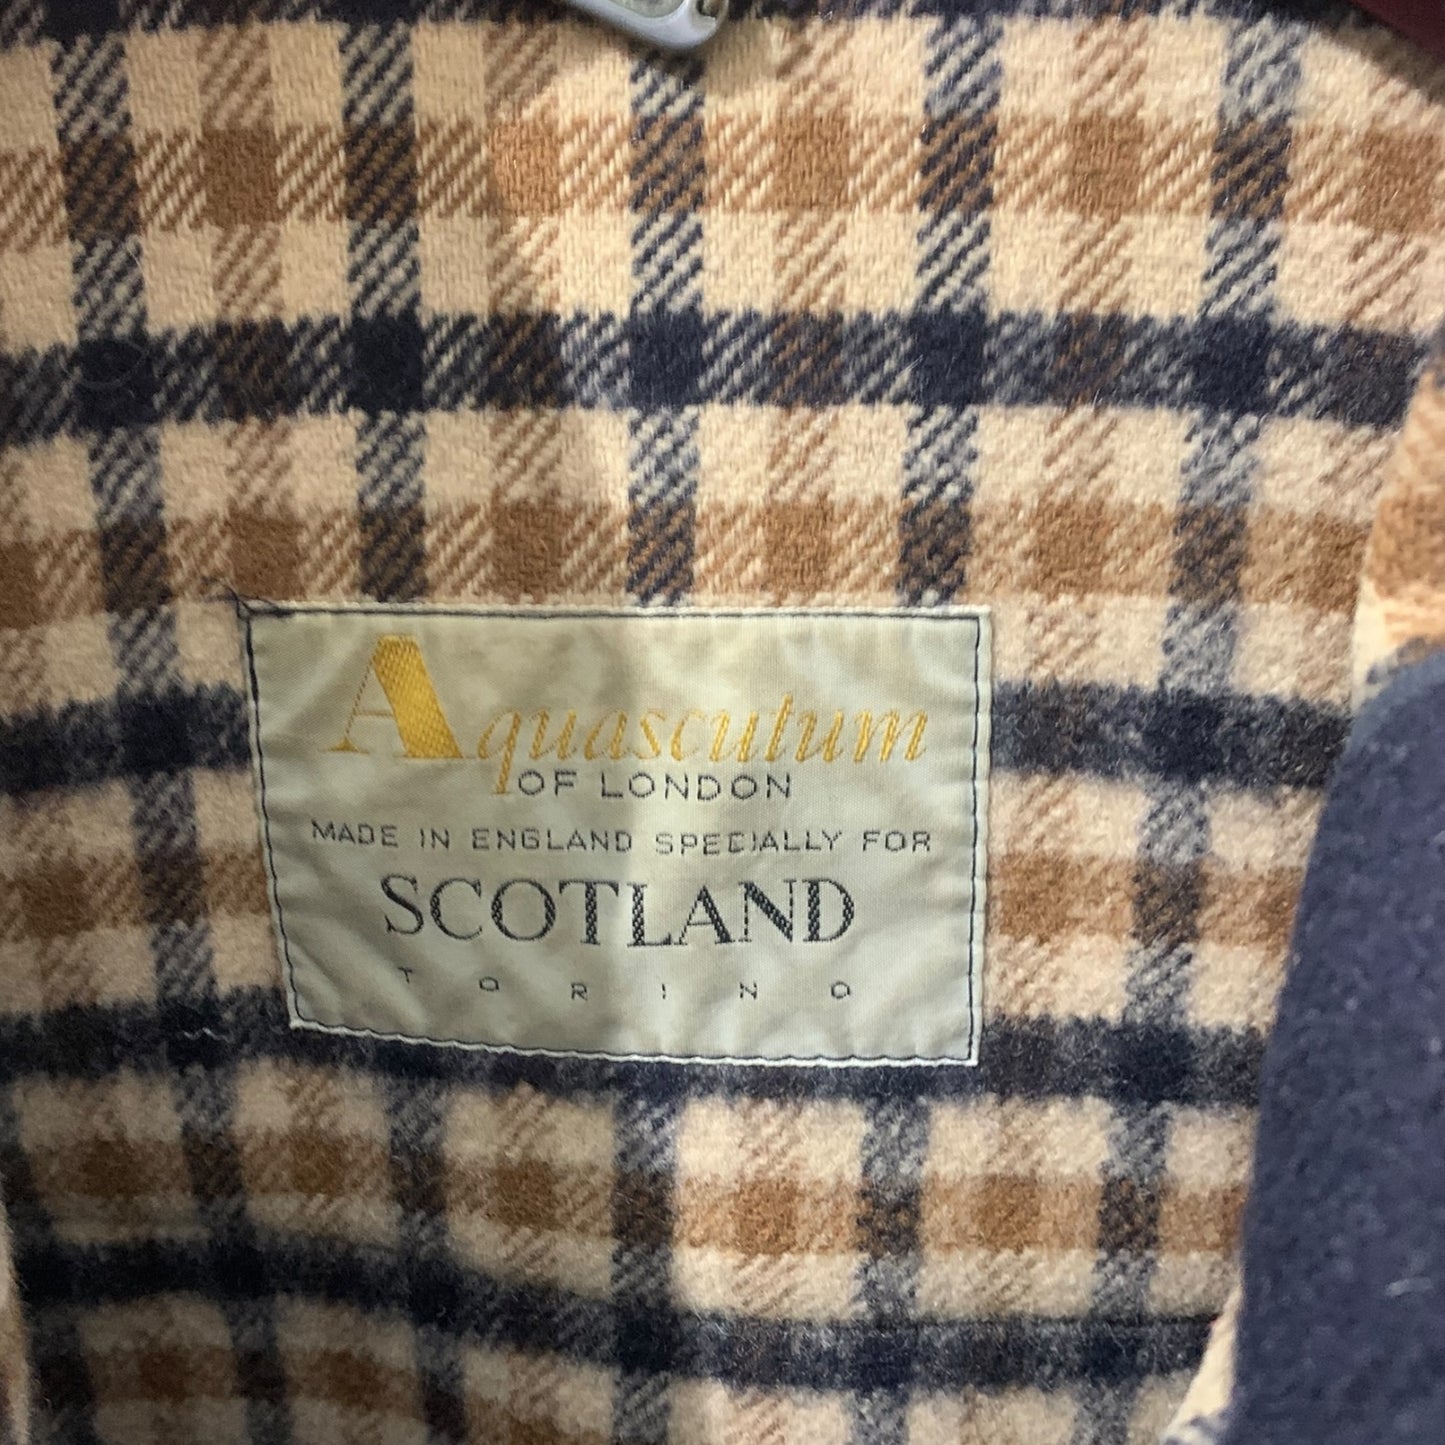 Aquascutum
OF LONDON
MADE IN ENGLAND SPECIALLY FOR
SCOTLAND
TORINO